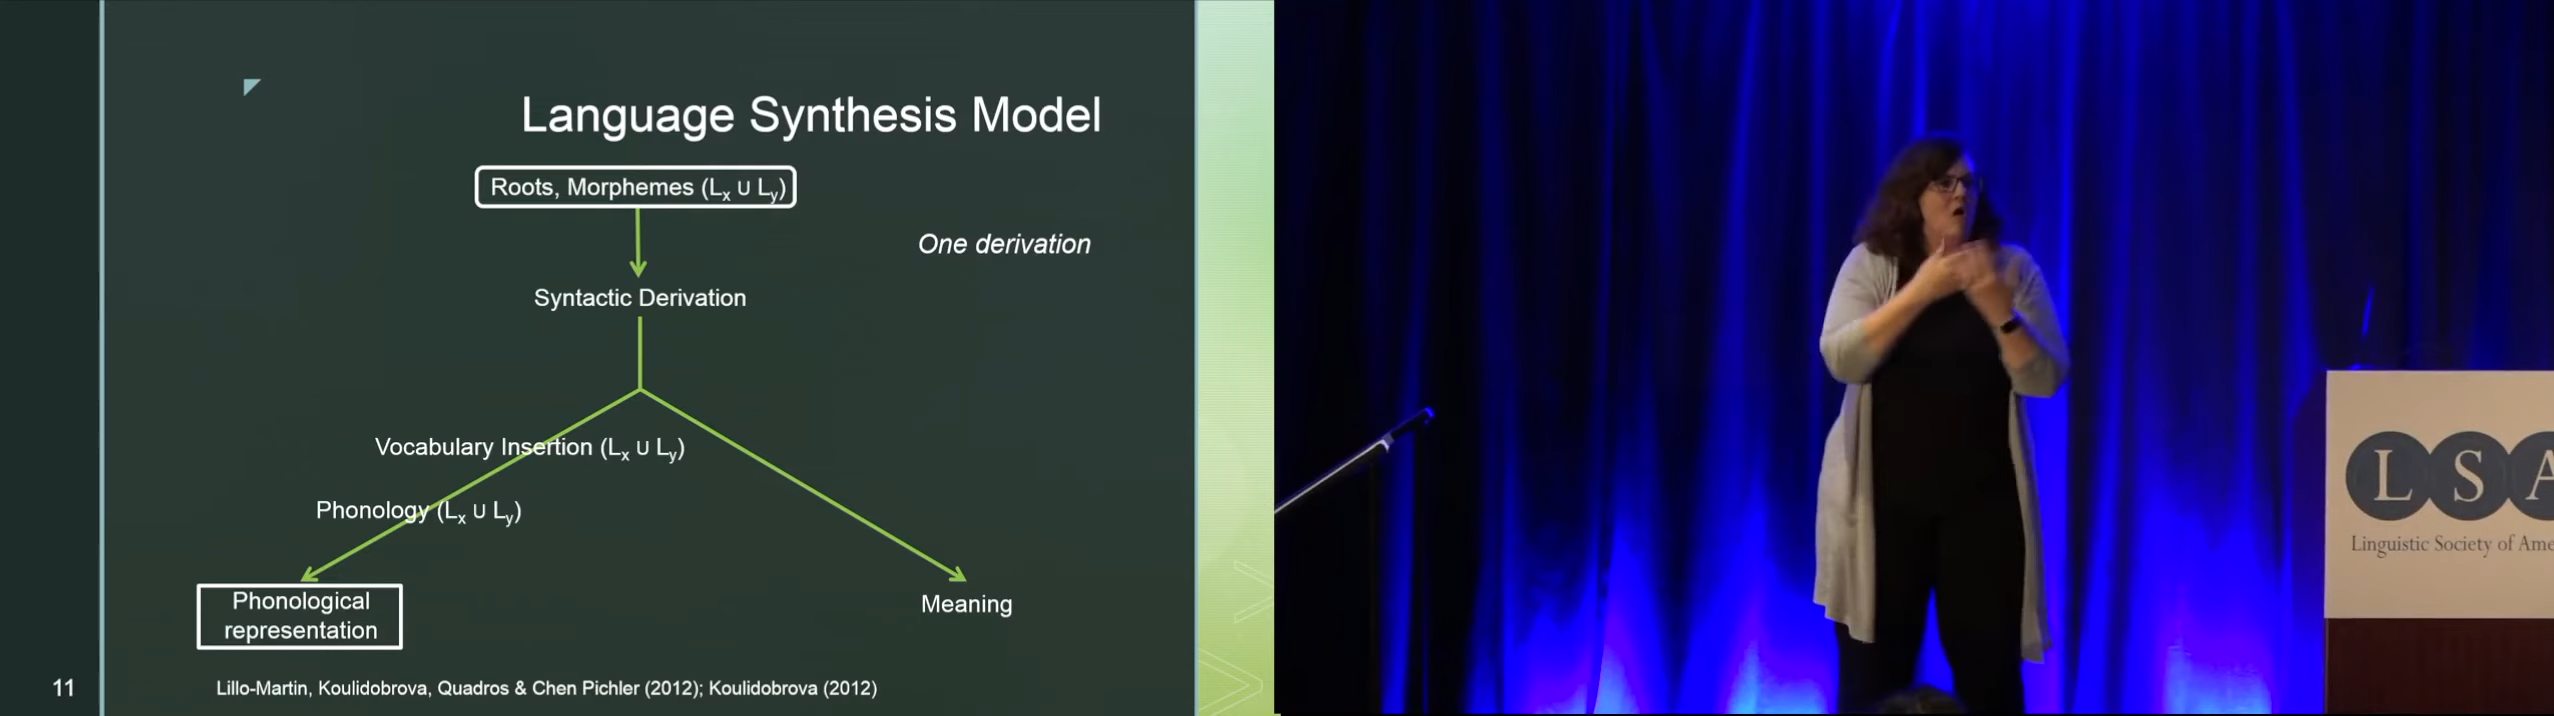 Language Synthesis Model
Roots, Morphemes (Lx ∪ Ly)
One derivation
Syntactic Derivation
Vocabulary Insertion (Lx ∪ Ly)
Phonology (Lx ∪ Ly)
Phonological
representation
Meaning
11
Lillo-Martin, Koulidobrova, Quadros & Chen Pichler (2012); Koulidobrova (2012)
LSA
Linguistic Society of Ame